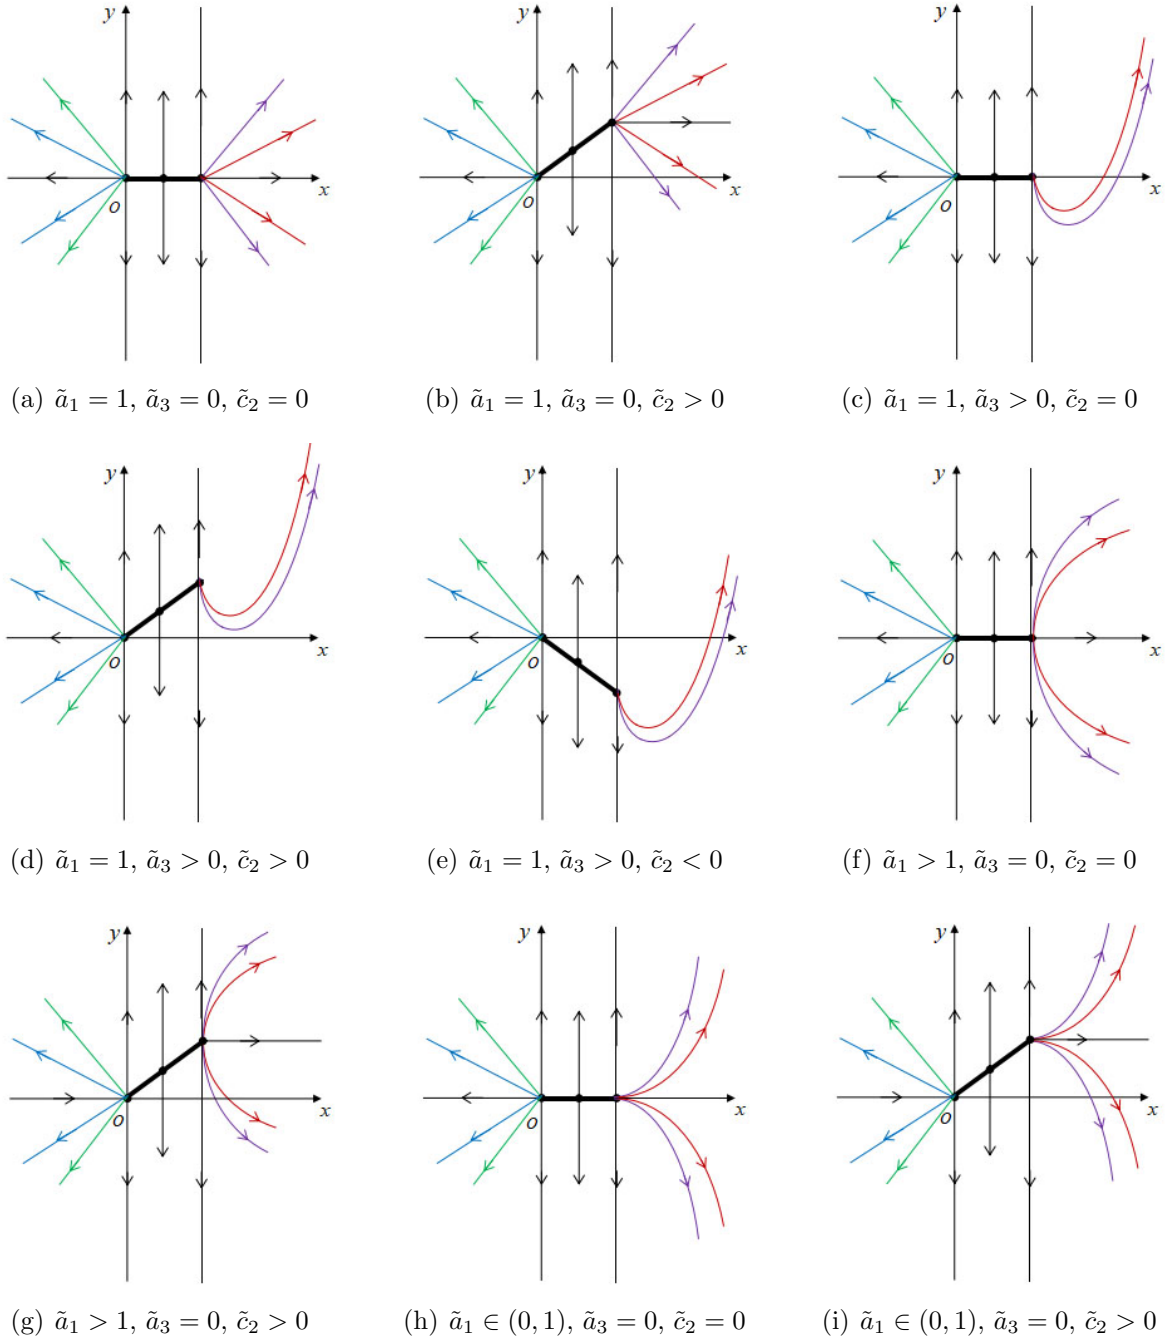 y
x
O
(a) ã₁ = 1, ã₃ = 0, c̃₂ = 0
y
x
O
(b) ã₁ = 1, ã₃ = 0, c̃₂ > 0
y
x
O
(c) ã₁ = 1, ã₃ > 0, c̃₂ = 0
y
x
O
(d) ã₁ = 1, ã₃ > 0, c̃₂ > 0
y
x
O
(e) ã₁ = 1, ã₃ > 0, c̃₂ < 0
y
x
O
(f) ã₁ > 1, ã₃ = 0, c̃₂ = 0
y
x
O
(g) ã₁ > 1, ã₃ = 0, c̃₂ > 0
y
x
O
(h) ã₁ ∈ (0, 1), ã₃ = 0, c̃₂ = 0
y
x
O
(i) ã₁ ∈ (0, 1), ã₃ = 0, c̃₂ > 0